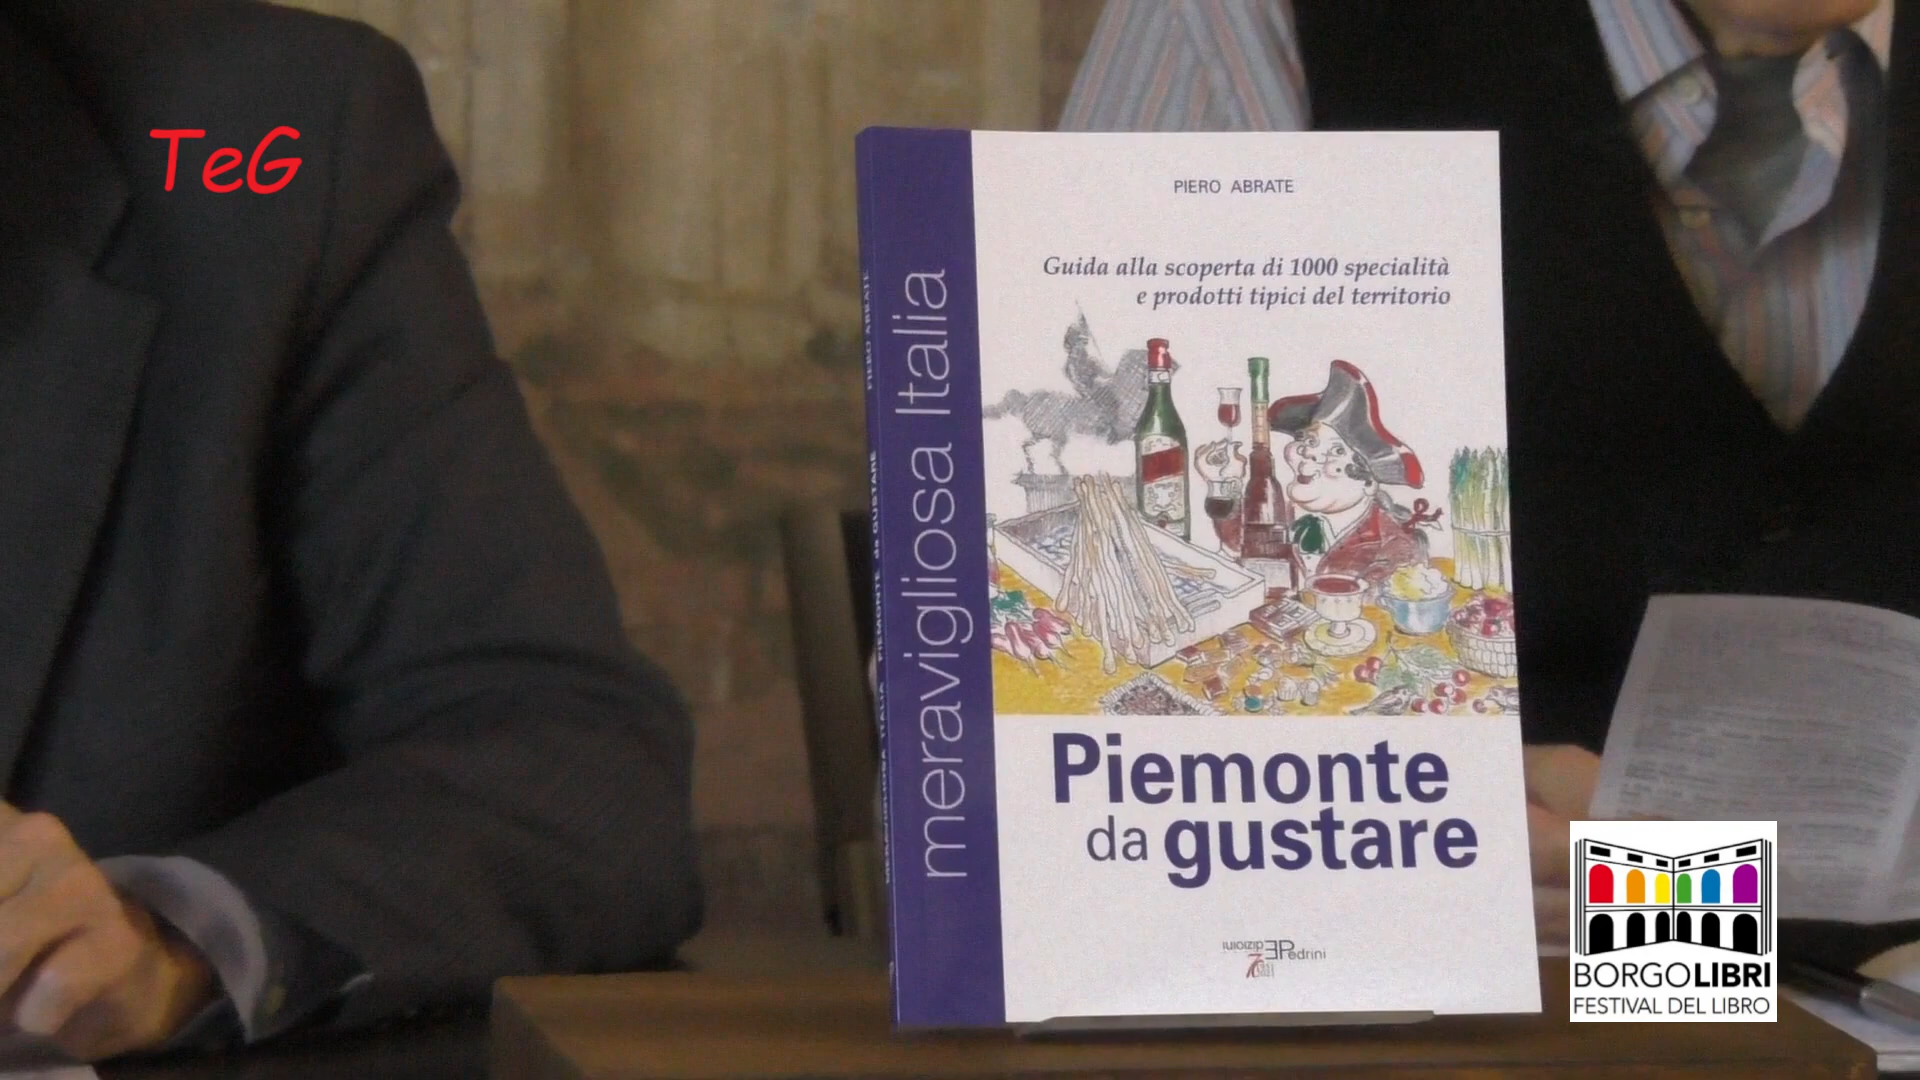 TeG
PIERO ABRATE
Guida alla scoperta di 1000 specialità
e prodotti tipici del territorio
meravigliosa Italia
MERAVIGLIOSA ITALIA PIEMONTE da GUSTARE PIERO ABRATE
Piemonte
da gustare
Edizioni Pedrini
BORGOLIBRI
FESTIVAL DEL LIBRO